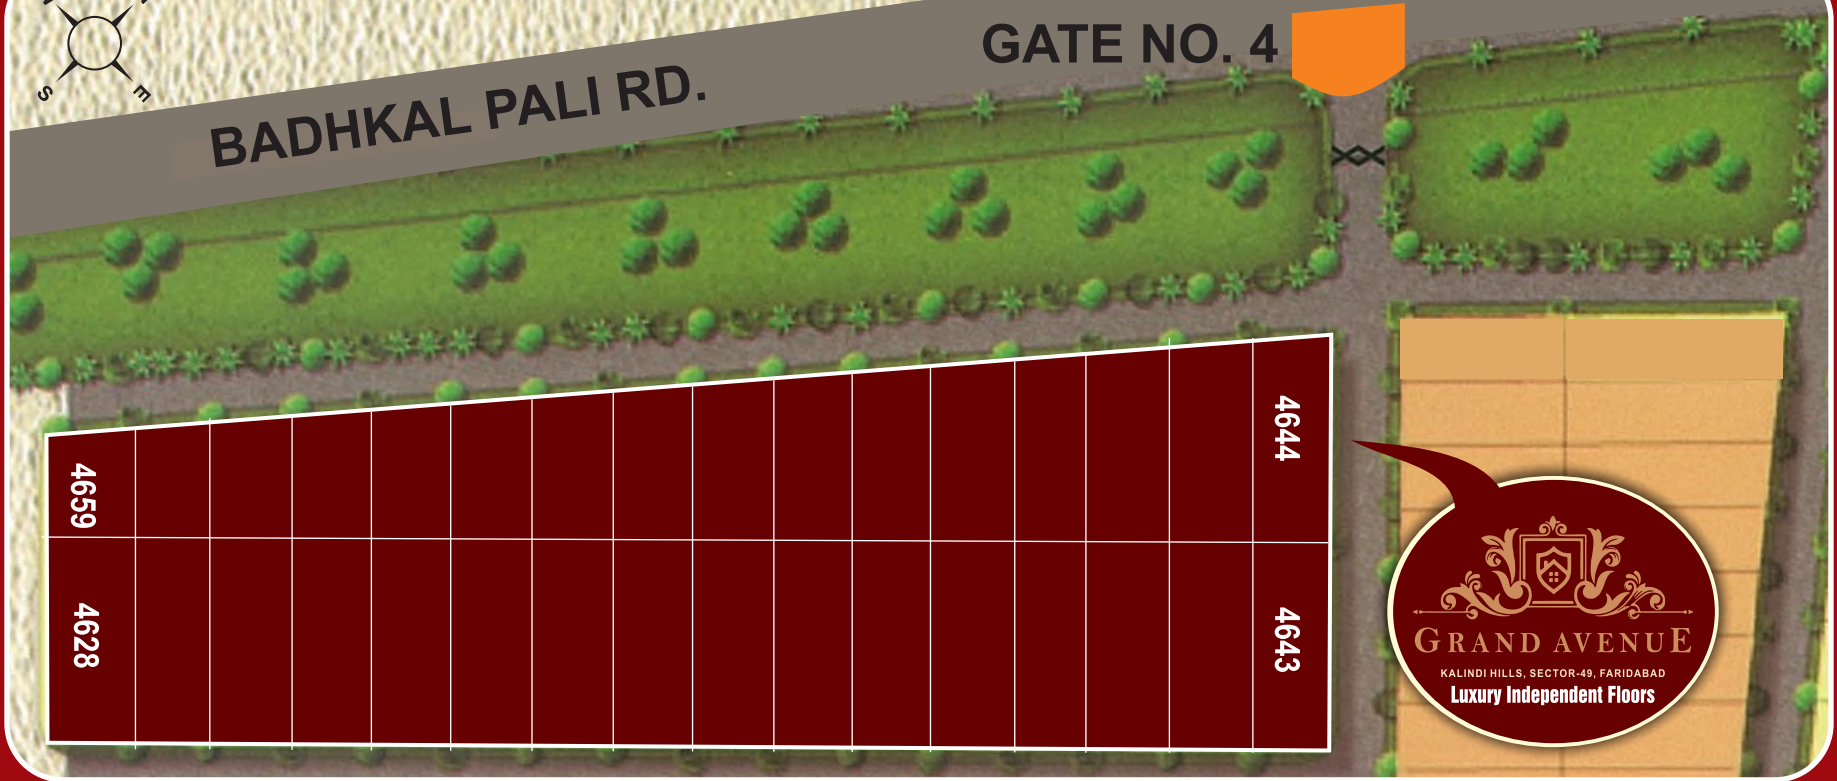 GATE NO. 4
BADHKAL PALI RD.
S
E
4659
4644
4628
4643
GRAND AVENUE
KALINDI HILLS, SECTOR-49, FARIDABAD
Luxury Independent Floors